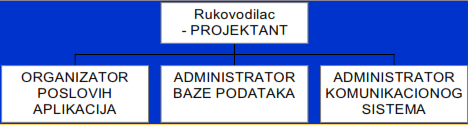 Rukovodilac
- PROJEKTANT
ORGANIZATOR
POSLOVIH
APLIKACIJA
ADMINISTRATOR
BAZE PODATAKA
ADMINISTRATOR
KOMUNIKACIONOG
SISTEMA